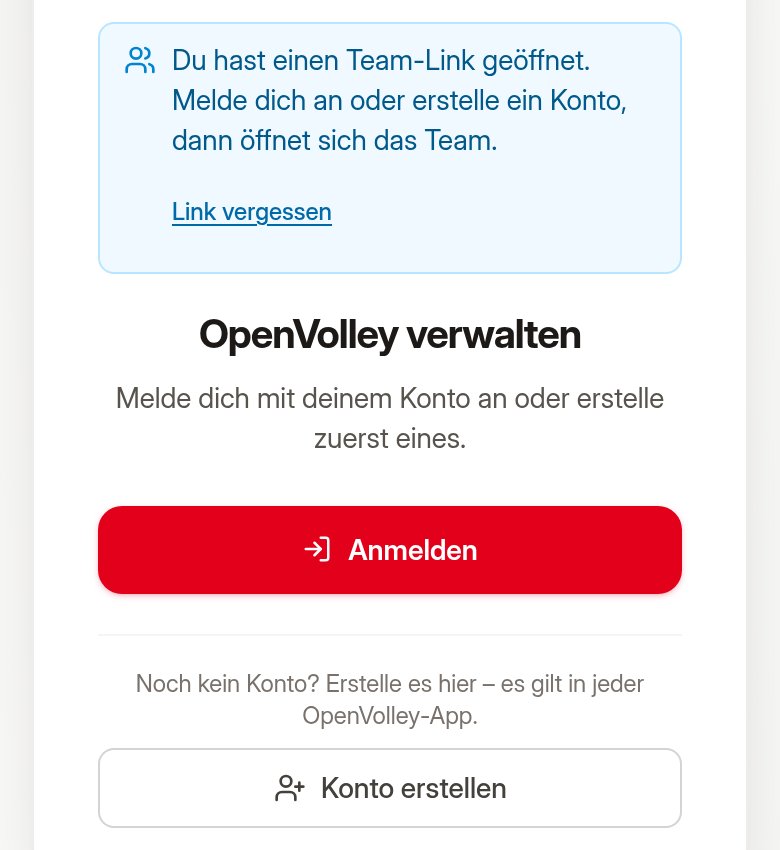 Du hast einen Team-Link geöffnet.
Melde dich an oder erstelle ein Konto,
dann öffnet sich das Team.
Link vergessen
OpenVolley verwalten
Melde dich mit deinem Konto an oder erstelle
zuerst eines.
Anmelden
Noch kein Konto? Erstelle es hier – es gilt in jeder
OpenVolley-App.
Konto erstellen